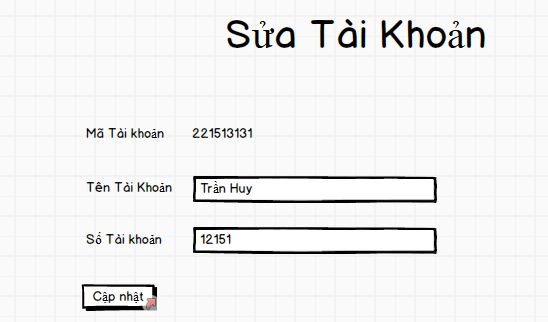 Sửa Tài Khoản
Mã Tài khoản 221513131
Tên Tài Khoản Trần Huy
Số Tài khoản 12151
Cập nhật